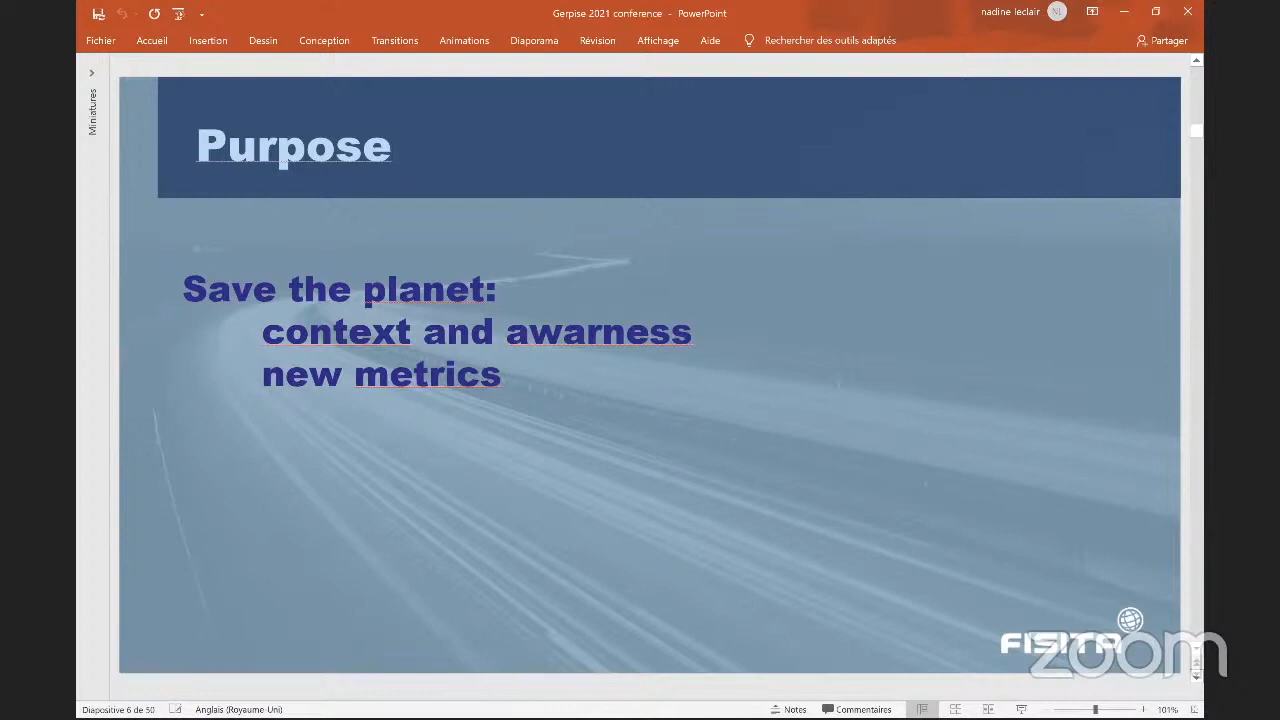 Gerpise 2021 conference - PowerPoint
nadine leclair
NL
Fichier Accueil Insertion Dessin Conception Transitions Animations Diaporama Révision Affichage Aide Rechercher des outils adaptés Partager
Miniatures
Purpose
Save the planet:
context and awarness
new metrics
FISITA
zoom
Diapositive 6 de 50 Anglais (Royaume Uni) Notes Commentaires 101%